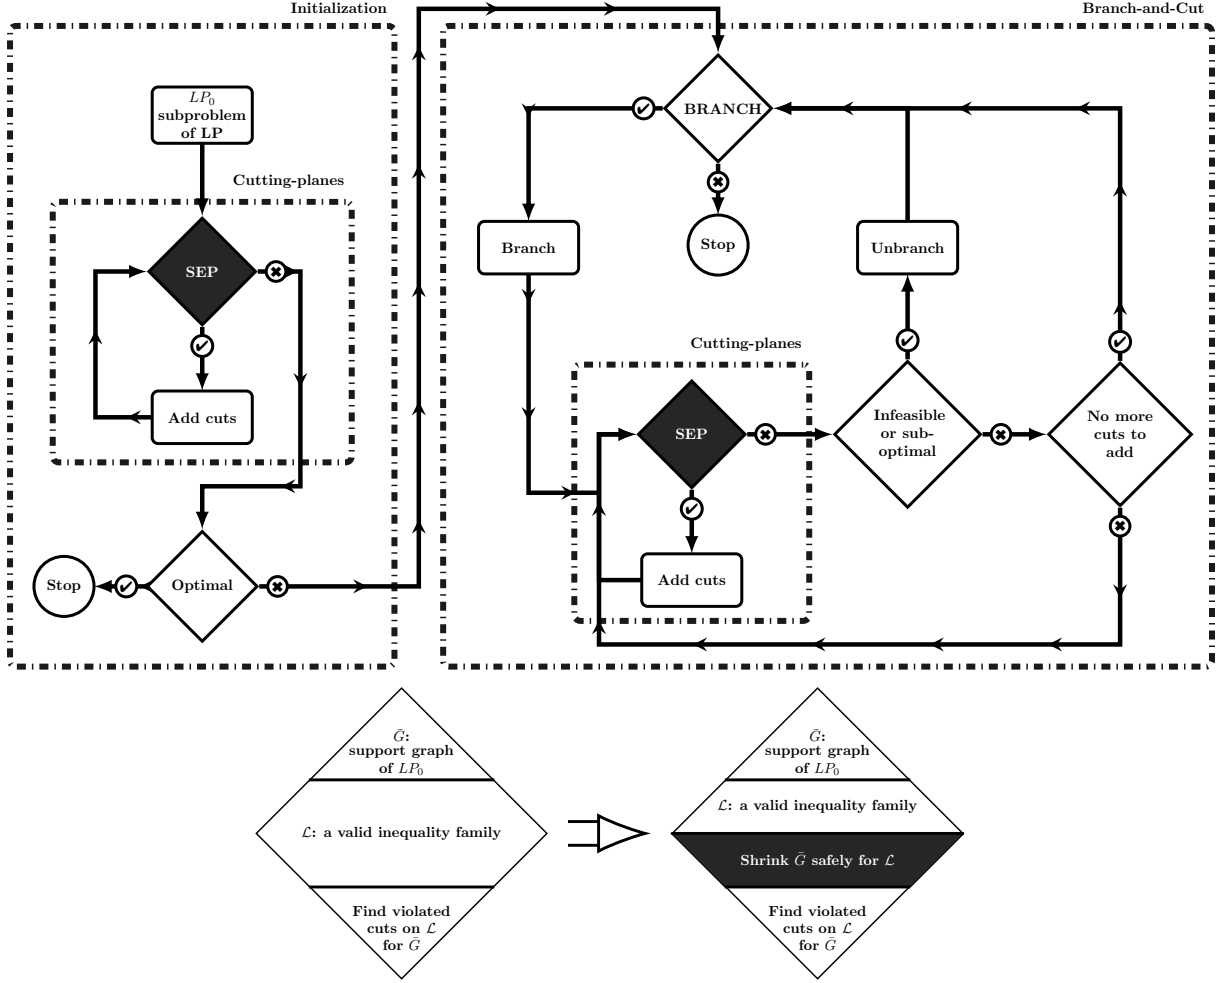 Initialization
Branch-and-Cut
LP₀
subproblem
of LP
Cutting-planes
SEP
Add cuts
Optimal
Stop
BRANCH
Branch
Stop
Unbranch
Cutting-planes
SEP
Add cuts
Infeasible
or sub-
optimal
No more
cuts to
add
Ḡ:
support graph
of LP₀
ℒ: a valid inequality family
Find violated
cuts on ℒ
for Ḡ
Ḡ:
support graph
of LP₀
ℒ: a valid inequality family
Shrink Ḡ safely for ℒ
Find violated
cuts on ℒ
for Ḡ